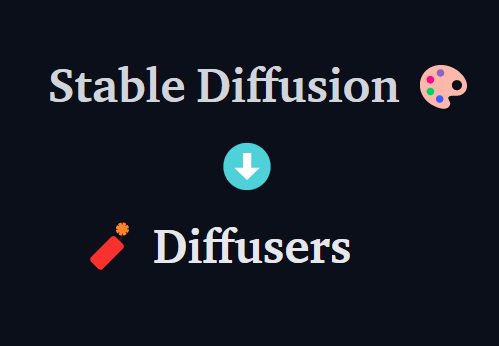 Stable Diffusion 🎨
⬇️
🧨 Diffusers